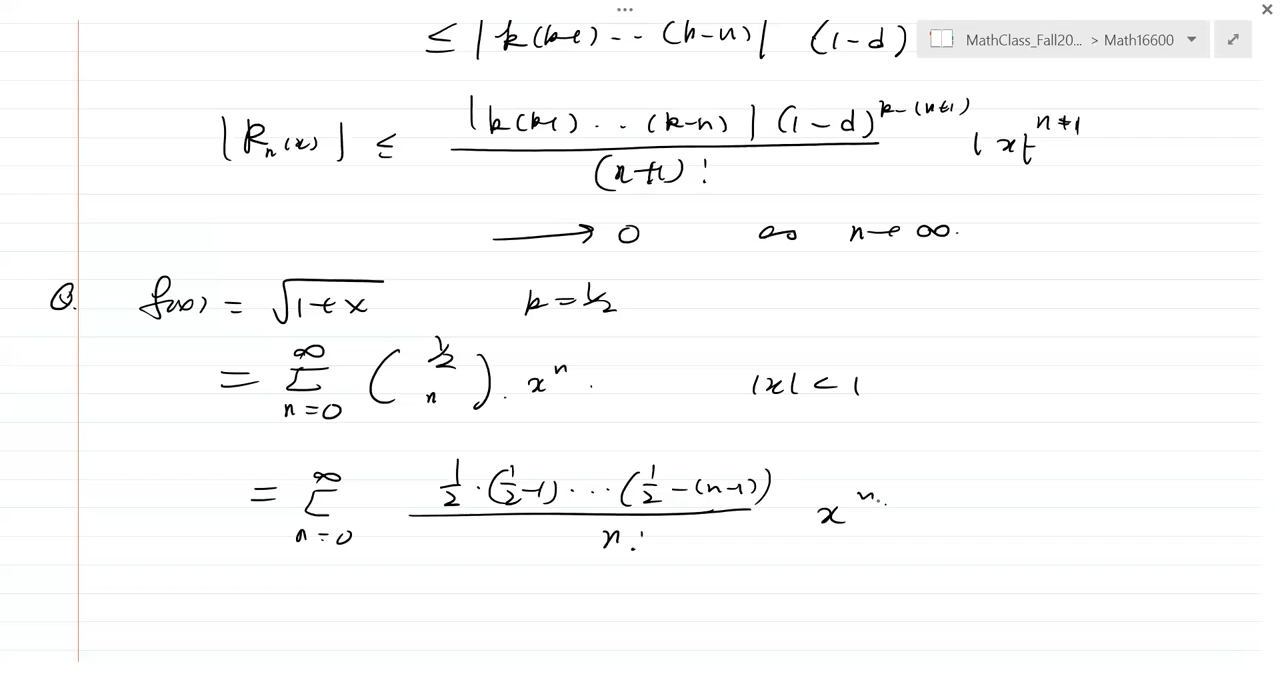 ≤ |k(k-1)...(k-n)| (1-d)
MathClass_Fall20... > Math16600
|R_n(x)| ≤ |k(k-1)...(k-n)| (1-d)^{k-(n+1)} / (n+1)! |x|^{n+1}
⟶ 0 as n→∞.
Q. f(x) = √(1+x) k = 1/2
= ∑_{n=0}^{∞} (1/2 n) . x^n . |x| < 1
= ∑_{n=0}^{∞} 1/2 · (1/2-1) ... (1/2-(n-1)) / n! x^n.